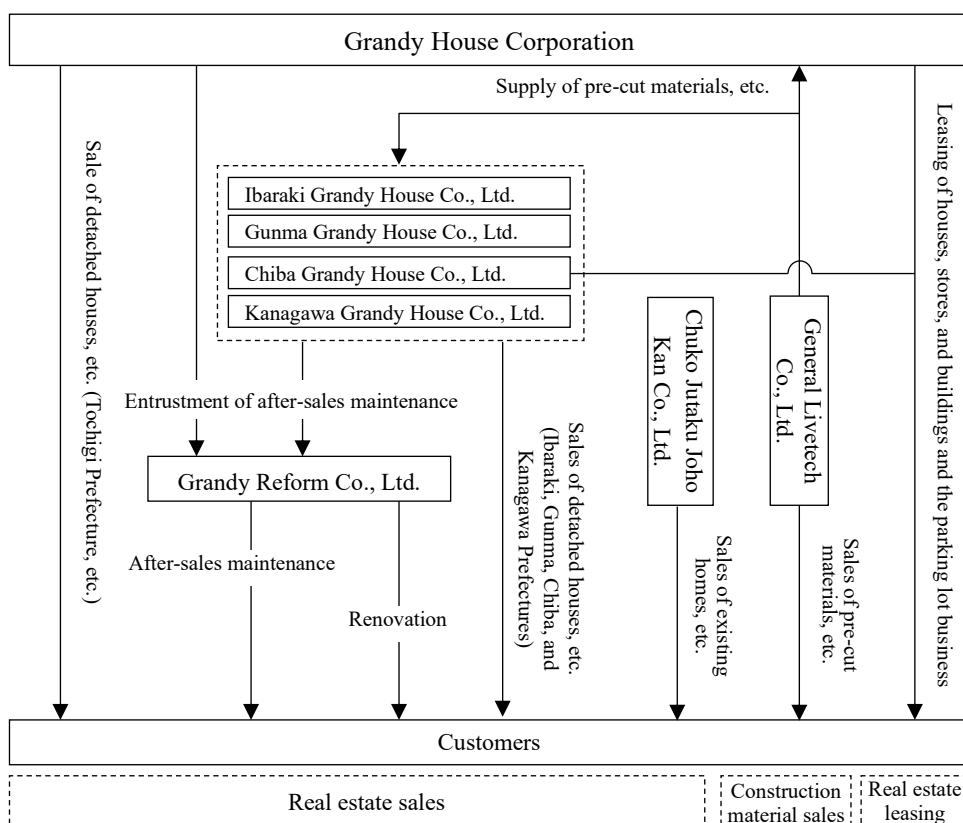 Grandy House Corporation
Supply of pre-cut materials, etc.
Sale of detached houses, etc. (Tochigi Prefecture, etc.)
Leasing of houses, stores, and buildings and the parking lot business
Ibaraki Grandy House Co., Ltd.
Gunma Grandy House Co., Ltd.
Chiba Grandy House Co., Ltd.
Kanagawa Grandy House Co., Ltd.
Chuko Jutaku Joho
Kan Co., Ltd.
General Livetech
Co., Ltd.
Entrustment of after-sales maintenance
Grandy Reform Co., Ltd.
Sales of detached houses, etc.
(Ibaraki, Gunma, Chiba, and
Kanagawa Prefectures)
After-sales maintenance
Renovation
Sales of existing
homes, etc.
Sales of pre-cut
materials, etc.
Customers
Real estate sales
Construction
material sales
Real estate
leasing